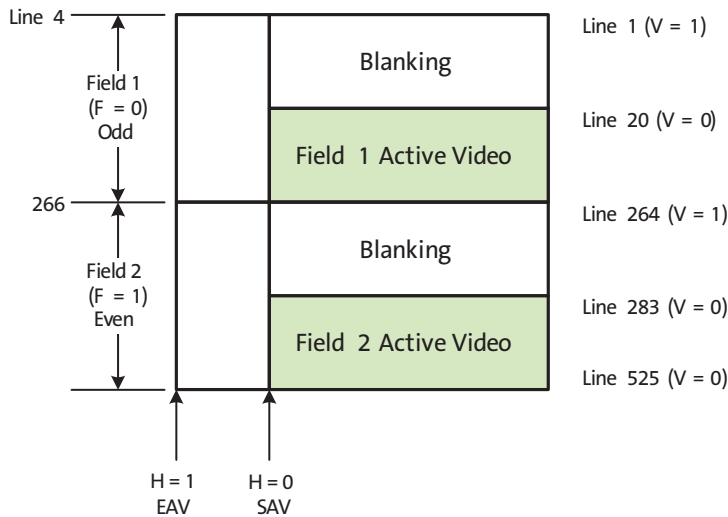 Line 4
Field 1
(F = 0)
Odd
266
Field 2
(F = 1)
Even
Blanking
Field 1 Active Video
Blanking
Field 2 Active Video
Line 1 (V = 1)
Line 20 (V = 0)
Line 264 (V = 1)
Line 283 (V = 0)
Line 525 (V = 0)
H = 1
EAV
H = 0
SAV